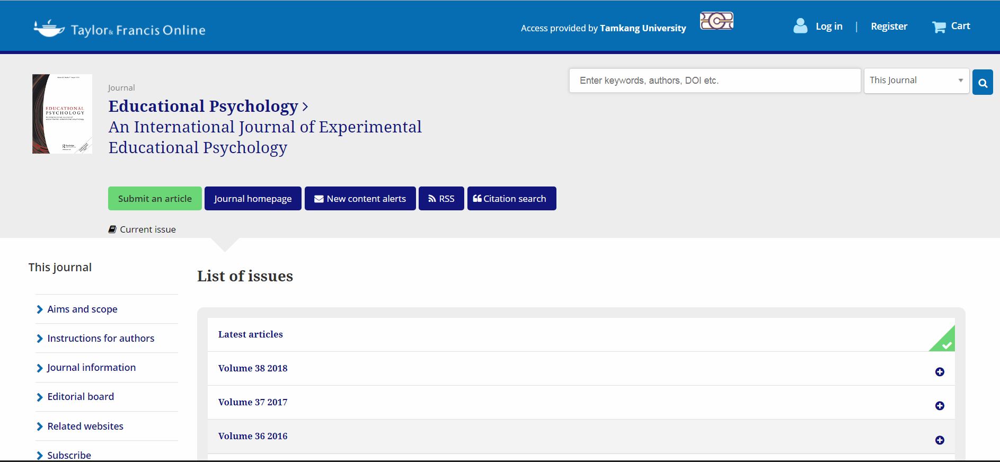 Taylor & Francis Online
Access provided by Tamkang University
Log in | Register
Cart
EDUCATIONAL
PSYCHOLOGY
Routledge
Journal
Educational Psychology
An International Journal of Experimental
Educational Psychology
Enter keywords, authors, DOI etc.
This Journal
Submit an article
Journal homepage
New content alerts
RSS
Citation search
Current issue
This journal
Aims and scope
Instructions for authors
Journal information
Editorial board
Related websites
Subscribe
List of issues
Latest articles
Volume 38 2018
Volume 37 2017
Volume 36 2016